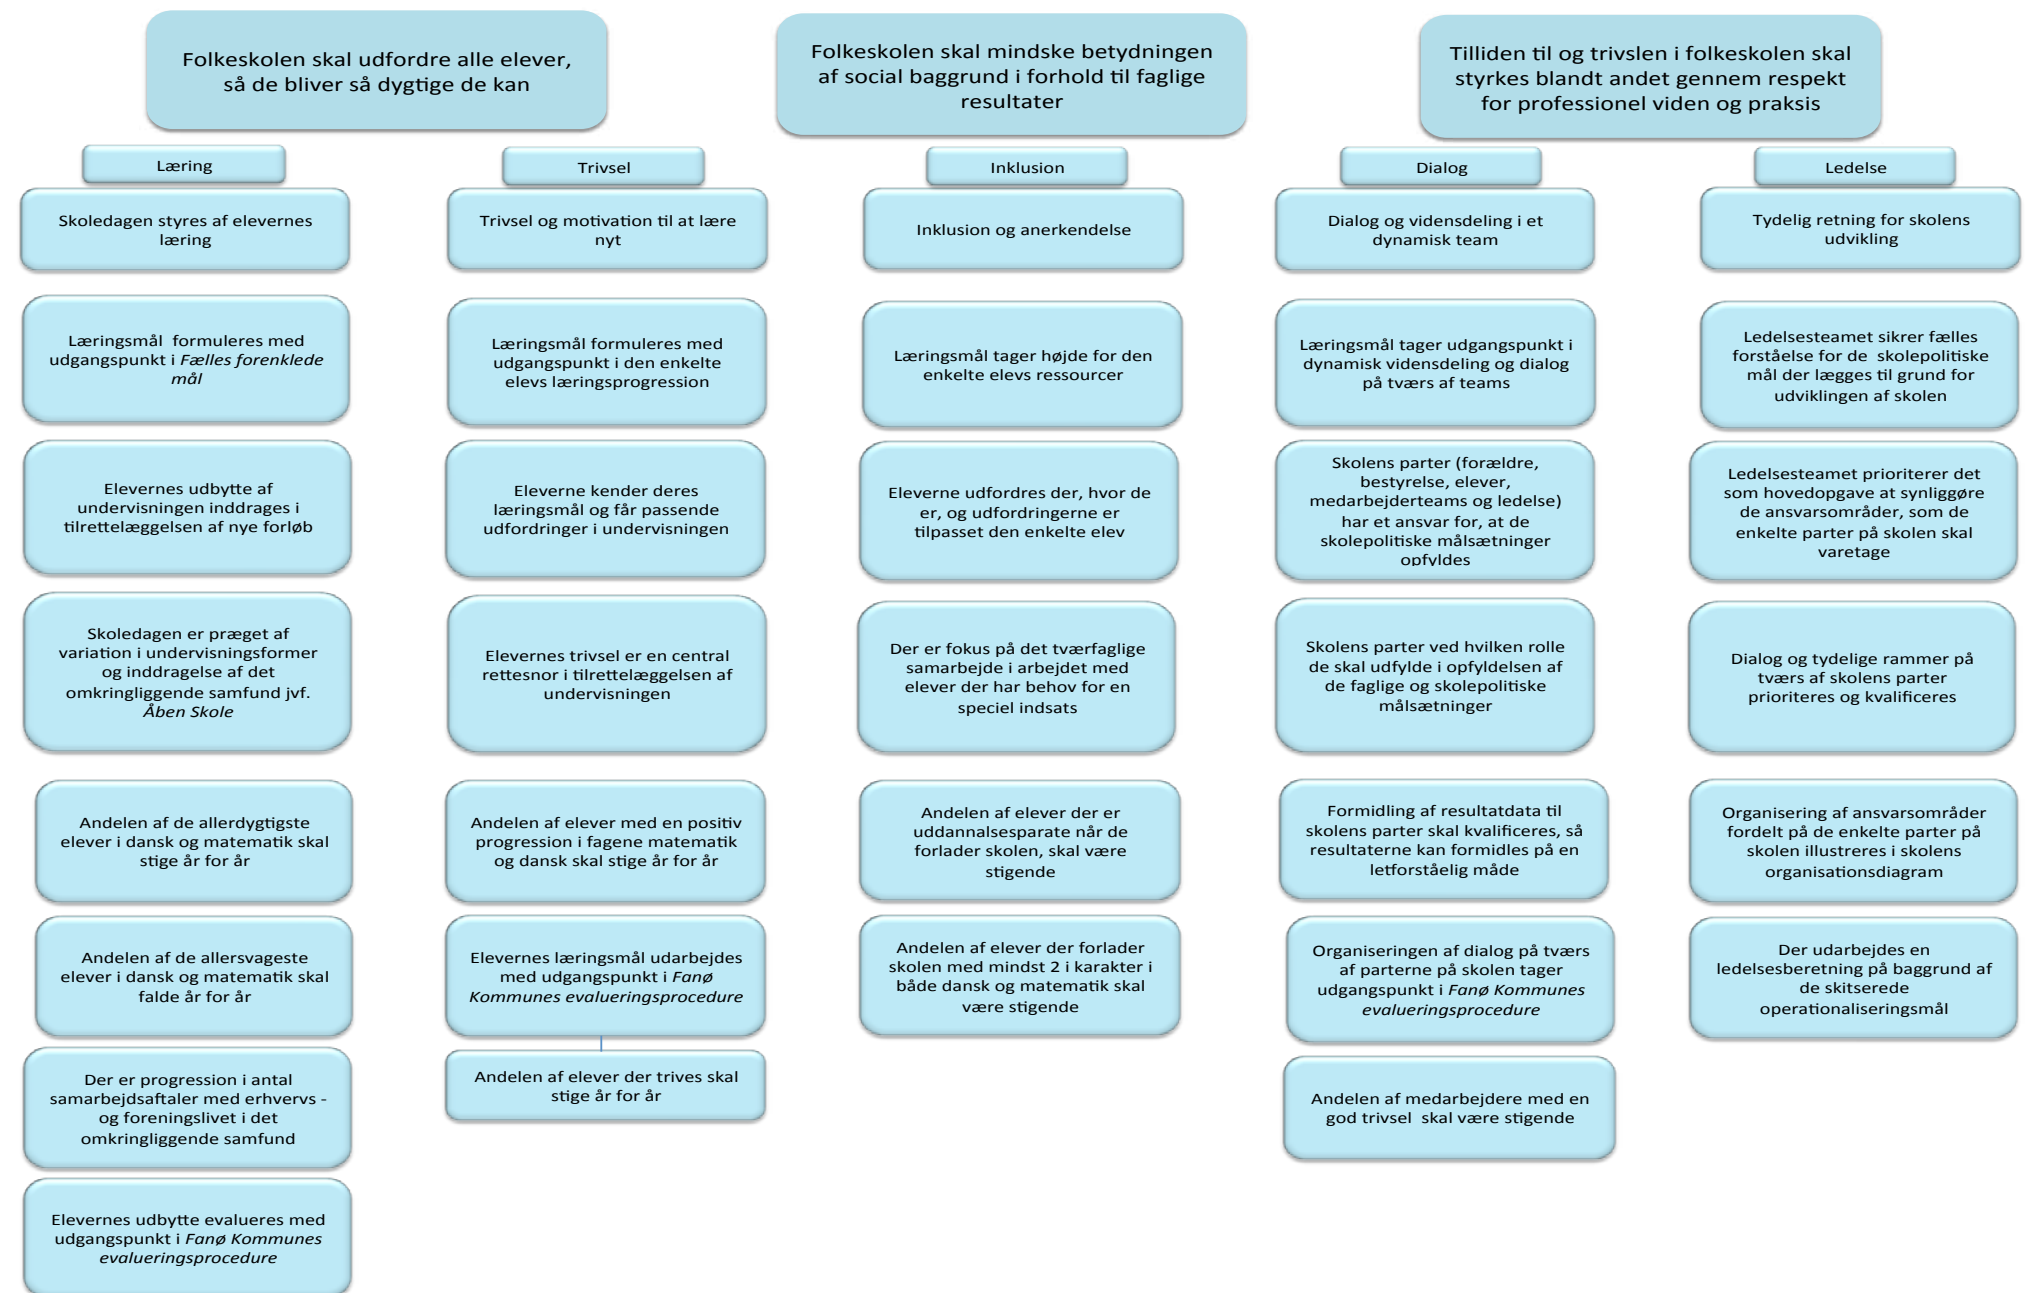 Folkeskolen skal udfordre alle elever,
så de bliver så dygtige de kan
Folkeskolen skal mindske betydningen
af social baggrund i forhold til faglige
resultater
Tilliden til og trivslen i folkeskolen skal
styrkes blandt andet gennem respekt
for professionel viden og praksis
Læring
Skoledagen styres af elevernes
læring
Læringsmål  formuleres med
udgangspunkt i Fælles forenklede
mål
Elevernes udbytte af
undervisningen inddrages i
tilrettelæggelsen af nye forløb
Skoledagen er præget af
variation i undervisningsformer
og inddragelse af det
omkringliggende samfund jvf.
Åben Skole
Andelen af de allerdygtigste
elever i dansk og matematik skal
stige år for år
Andelen af de allersvageste
elever i dansk og matematik skal
falde år for år
Der er progression i antal
samarbejdsaftaler med erhvervs -
og foreningslivet i det
omkringliggende samfund
Elevernes udbytte evalueres med
udgangspunkt i Fanø Kommunes
evalueringsprocedure
Trivsel
Trivsel og motivation til at lære
nyt
Læringsmål formuleres med
udgangspunkt i den enkelte
elevs læringsprogression
Eleverne kender deres
læringsmål og får passende
udfordringer i undervisningen
Elevernes trivsel er en central
rettesnor i tilrettelæggelsen af
undervisningen
Andelen af elever med en positiv
progression i fagene matematik
og dansk skal stige år for år
Elevernes læringsmål udarbejdes
med udgangspunkt i Fanø
Kommunes evalueringsprocedure
Andelen af elever der trives skal
stige år for år
Inklusion
Inklusion og anerkendelse
Læringsmål tager højde for den
enkelte elevs ressourcer
Eleverne udfordres der, hvor de
er, og udfordringerne er
tilpasset den enkelte elev
Der er fokus på det tværfaglige
samarbejde i arbejdet med
elever der har behov for en
speciel indsats
Andelen af elever der er
uddannalsesparate når de
forlader skolen, skal være
stigende
Andelen af elever der forlader
skolen med mindst 2 i karakter i
både dansk og matematik skal
være stigende
Dialog
Dialog og vidensdeling i et
dynamisk team
Læringsmål tager udgangspunkt i
dynamisk vidensdeling og dialog
på tværs af teams
Skolens parter (forældre,
bestyrelse, elever,
medarbejderteams og ledelse)
har et ansvar for, at de
skolepolitiske målsætninger
opfyldes
Skolens parter ved hvilken rolle
de skal udfylde i opfyldelsen af
de faglige og skolepolitiske
målsætninger
Formidling af resultatdata til
skolens parter skal kvalificeres, så
resultaterne kan formidles på en
letforståelig måde
Organiseringen af dialog på tværs
af parterne på skolen tager
udgangspunkt i Fanø Kommunes
evalueringsprocedure
Andelen af medarbejdere med en
god trivsel  skal være stigende
Ledelse
Tydelig retning for skolens
udvikling
Ledelsesteamet sikrer fælles
forståelse for de  skolepolitiske
mål der lægges til grund for
udviklingen af skolen
Ledelsesteamet prioriterer det
som hovedopgave at synliggøre
de ansvarsområder, som de
enkelte parter på skolen skal
varetage
Dialog og tydelige rammer på
tværs af skolens parter
prioriteres og kvalificeres
Organisering af ansvarsområder
fordelt på de enkelte parter på
skolen illustreres i skolens
organisationsdiagram
Der udarbejdes en
ledelsesberetning på baggrund af
de skitserede
operationaliseringsmål